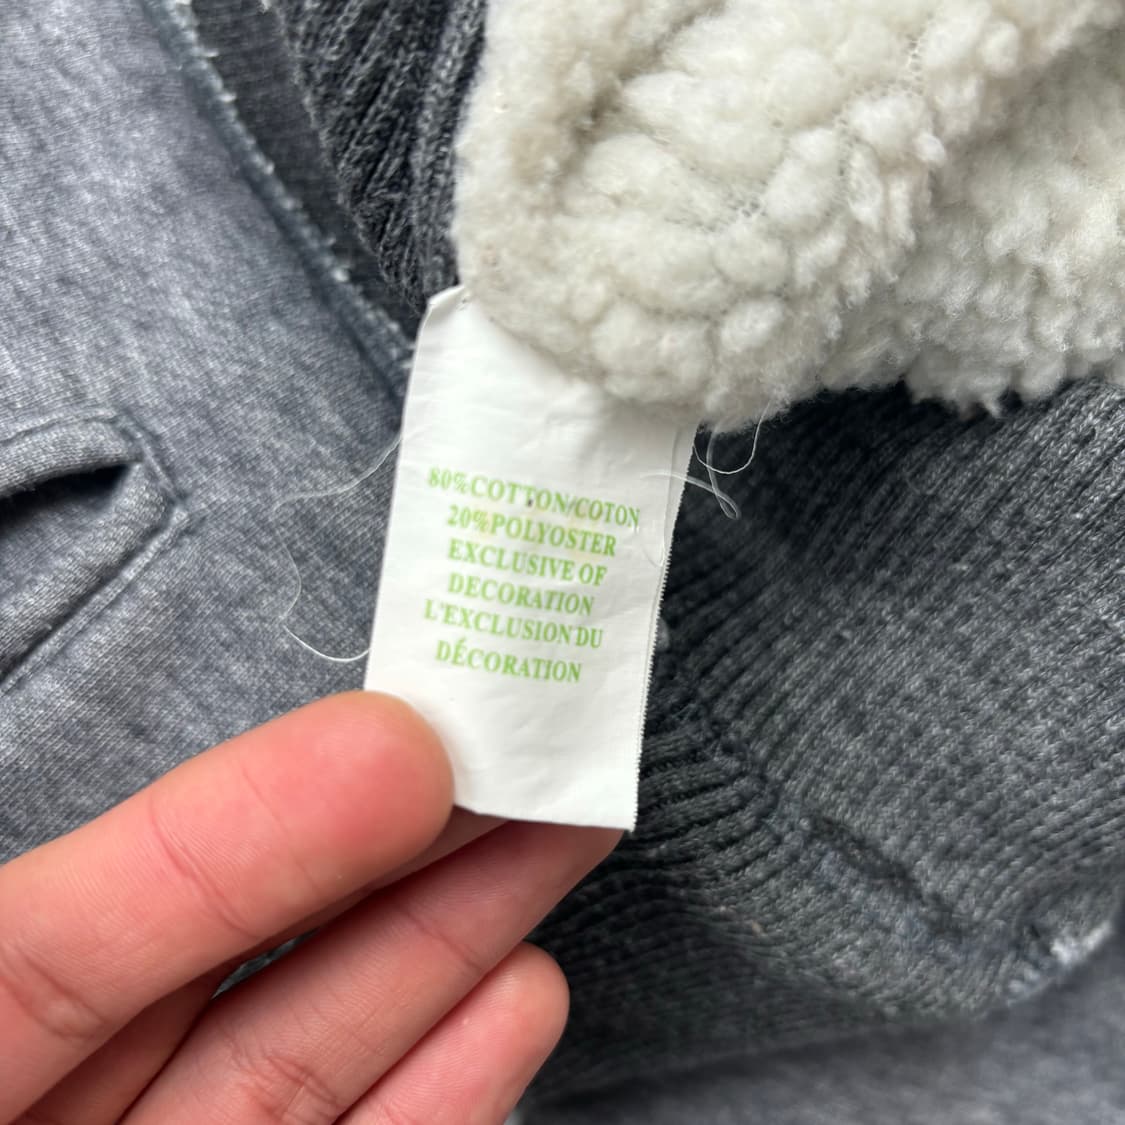 80%COTTON/COTON
20%POLYOSTER
EXCLUSIVE OF
DECORATION
L'EXCLUSION DU
DÉCORATION